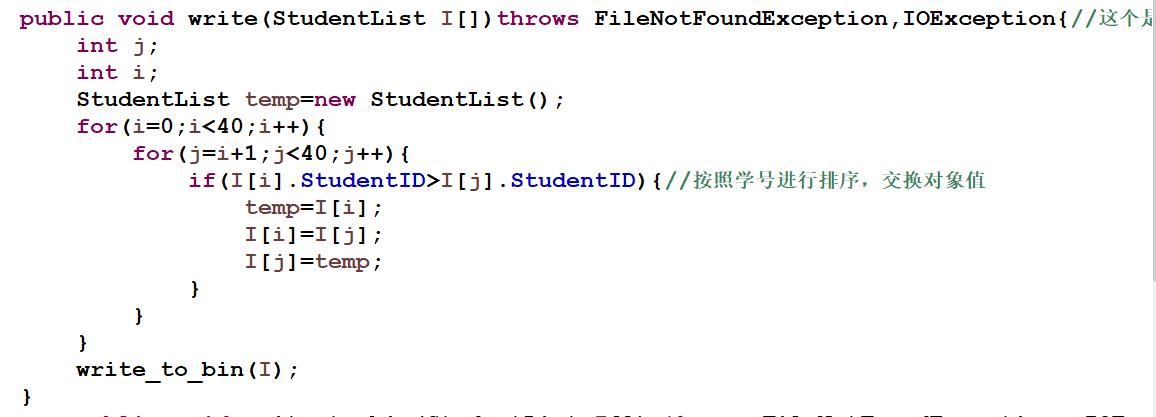 public void write(StudentList I[])throws FileNotFoundException,IOException{//这个是
    int j;
    int i;
    StudentList temp=new StudentList();
    for(i=0;i<40;i++){
        for(j=i+1;j<40;j++){
            if(I[i].StudentID>I[j].StudentID){//按照学号进行排序，交换对象值
                temp=I[i];
                I[i]=I[j];
                I[j]=temp;
            }
        }
    }
    write_to_bin(I);
}